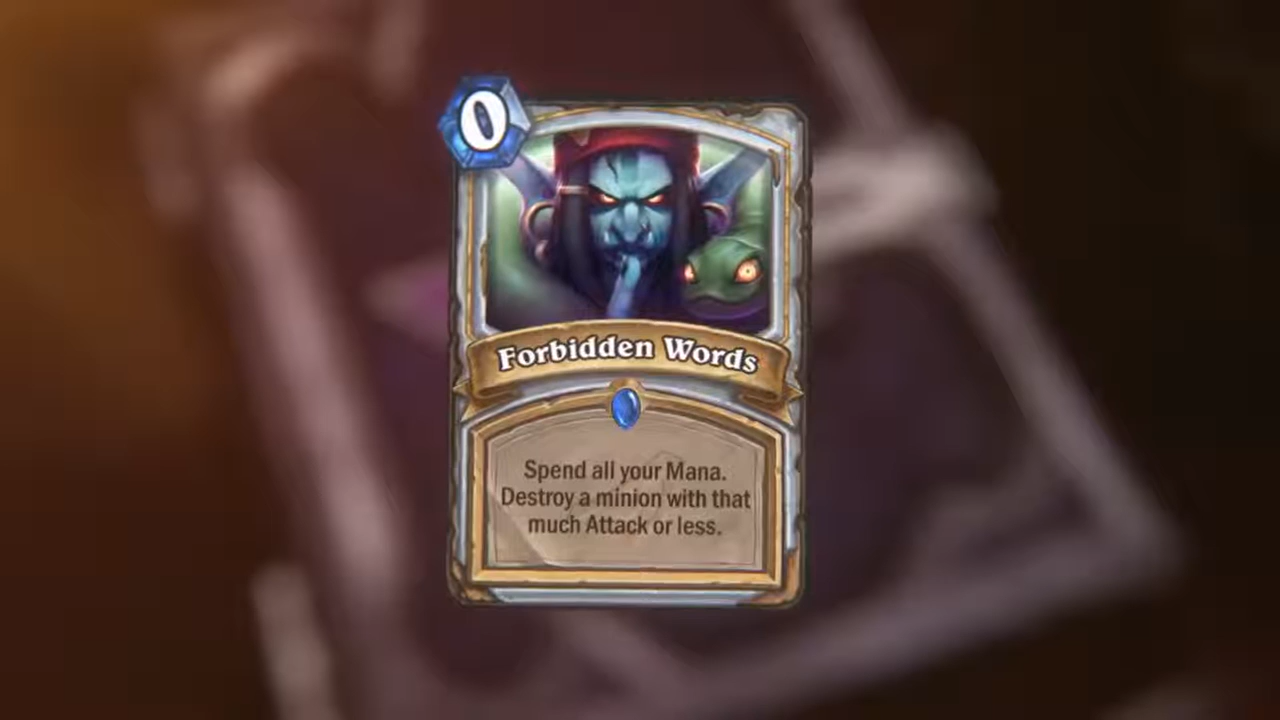 0
Forbidden Words
Spend all your Mana.
Destroy a minion with that
much Attack or less.